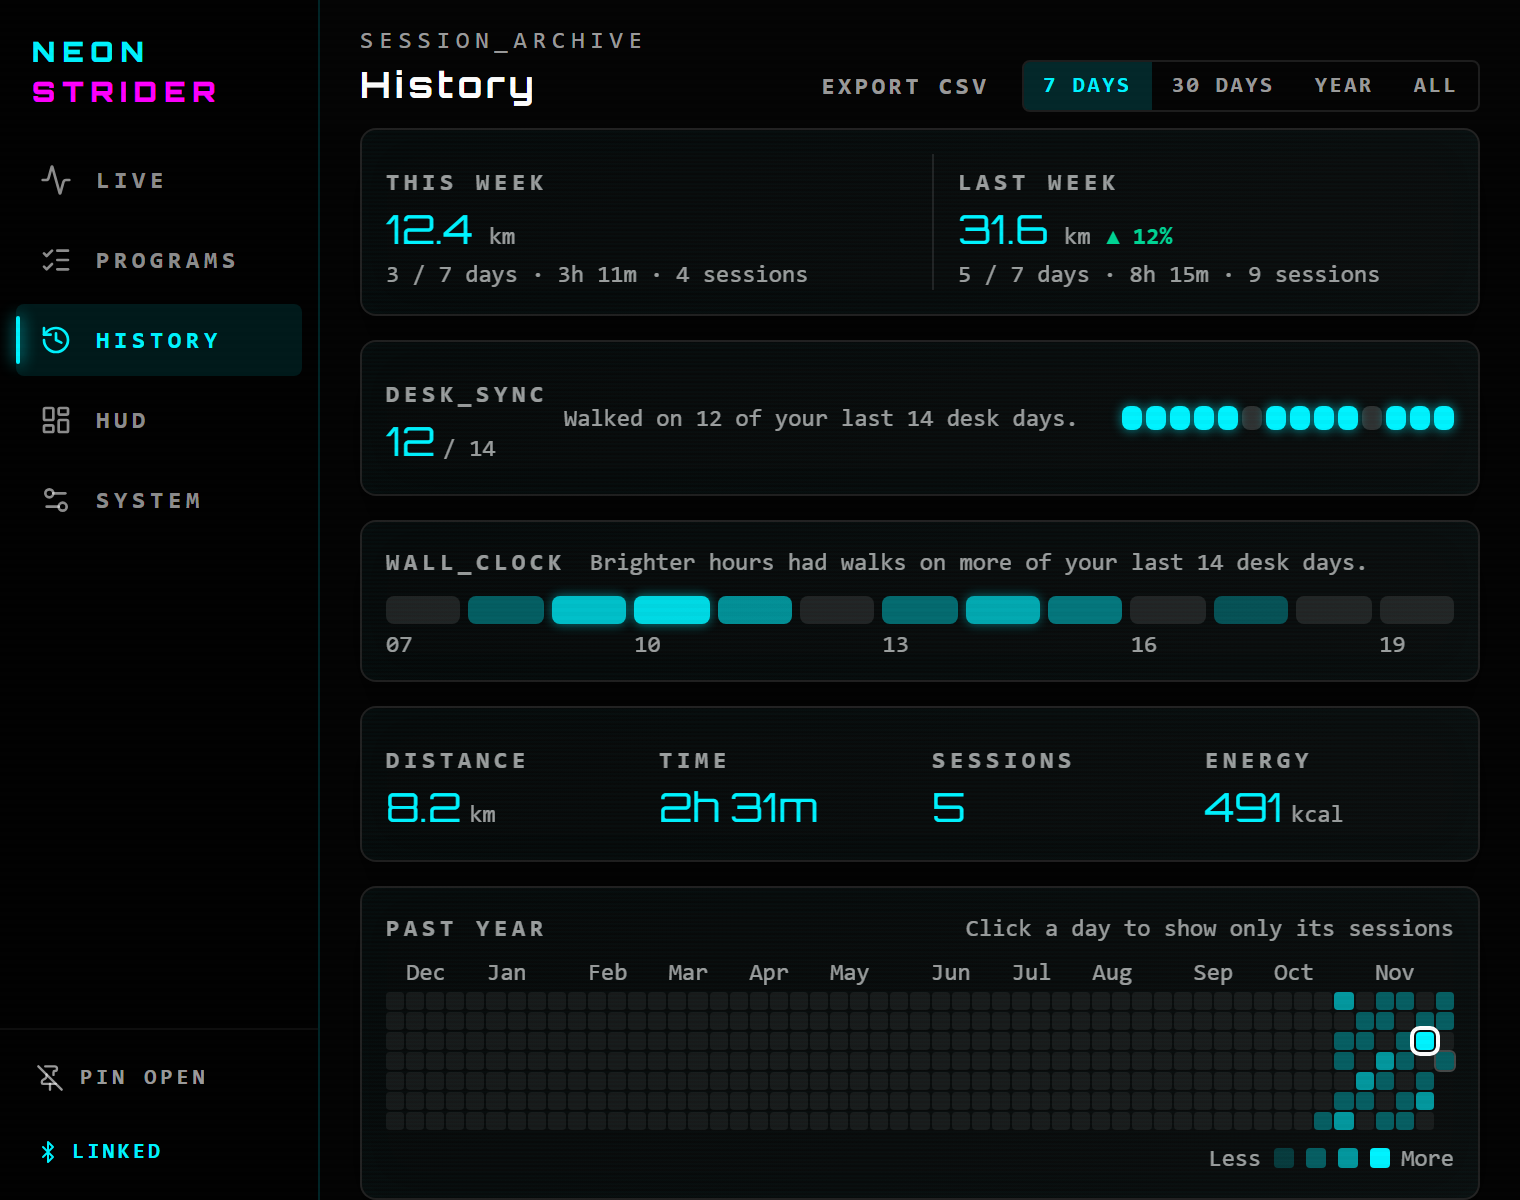 NEON
STRIDER
LIVE
PROGRAMS
HISTORY
HUD
SYSTEM
PIN OPEN
LINKED
SESSION_ARCHIVE
History
EXPORT CSV
7 DAYS
30 DAYS
YEAR
ALL
THIS WEEK
12.4 km
3 / 7 days · 3h 11m · 4 sessions
LAST WEEK
31.6 km ▲ 12%
5 / 7 days · 8h 15m · 9 sessions
DESK_SYNC
12 / 14
Walked on 12 of your last 14 desk days.
WALL_CLOCK Brighter hours had walks on more of your last 14 desk days.
07 10 13 16 19
DISTANCE
8.2 km
TIME
2h 31m
SESSIONS
5
ENERGY
491 kcal
PAST YEAR
Click a day to show only its sessions
Dec Jan Feb Mar Apr May Jun Jul Aug Sep Oct Nov
Less More